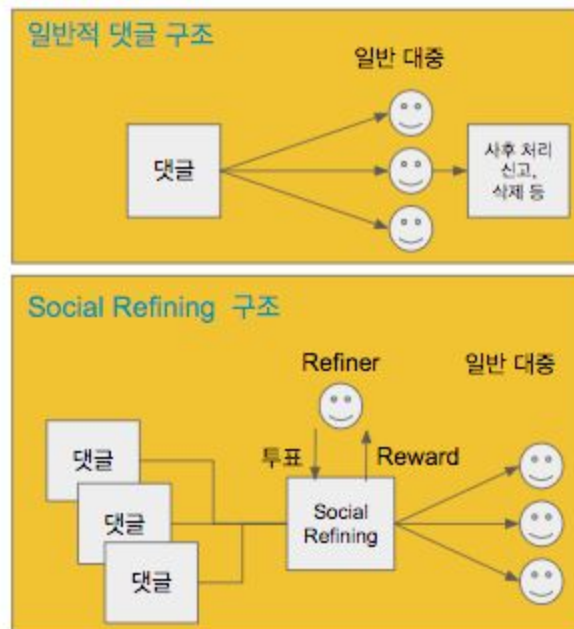 일반적 댓글 구조
일반 대중
댓글
사후 처리
신고,
삭제 등
Social Refining 구조
Refiner
일반 대중
투표
Reward
댓글
댓글
댓글
Social
Refining